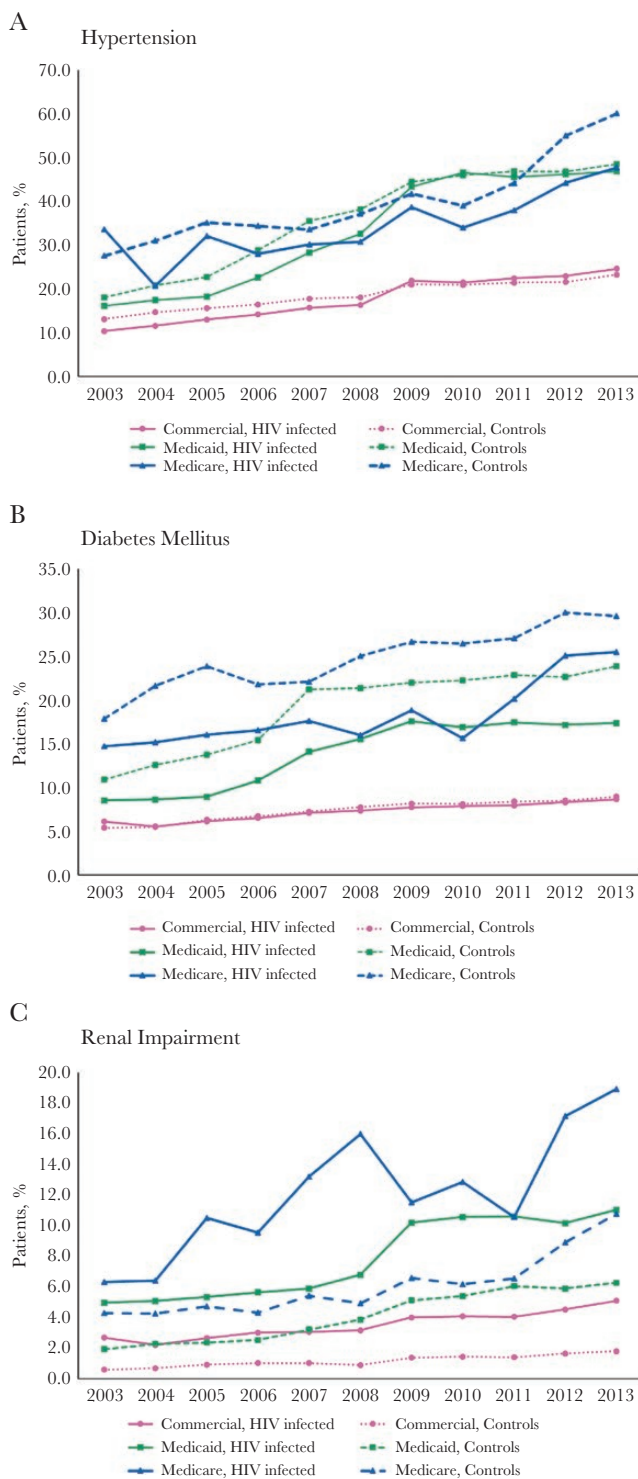 A
Hypertension
70.0
60.0
50.0
40.0
30.0
20.0
10.0
0.0
Patients, %
2003 2004 2005 2006 2007 2008 2009 2010 2011 2012 2013
Commercial, HIV infected Commercial, Controls
Medicaid, HIV infected Medicaid, Controls
Medicare, HIV infected Medicare, Controls
B
Diabetes Mellitus
35.0
30.0
25.0
20.0
15.0
10.0
5.0
0.0
Patients, %
2003 2004 2005 2006 2007 2008 2009 2010 2011 2012 2013
Commercial, HIV infected Commercial, Controls
Medicaid, HIV infected Medicaid, Controls
Medicare, HIV infected Medicare, Controls
C
Renal Impairment
20.0
18.0
16.0
14.0
12.0
10.0
8.0
6.0
4.0
2.0
0.0
Patients, %
2003 2004 2005 2006 2007 2008 2009 2010 2011 2012 2013
Commercial, HIV infected Commercial, Controls
Medicaid, HIV infected Medicaid, Controls
Medicare, HIV infected Medicare, Controls